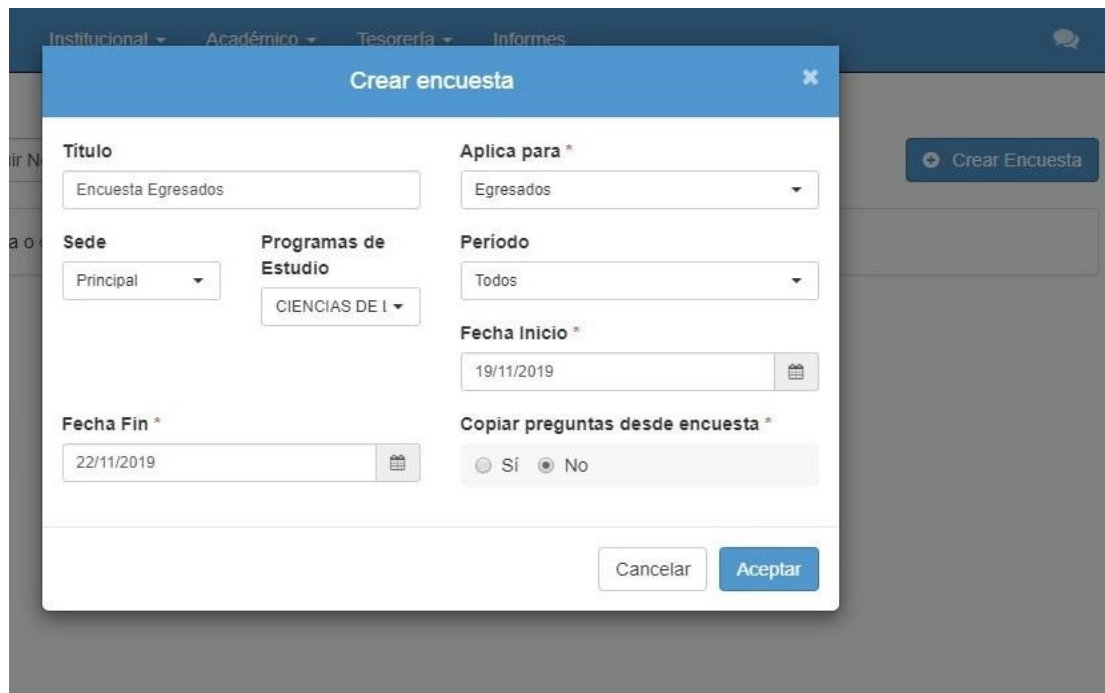 Institucional Académico Tesorería Informes
Crear encuesta
Crear Encuesta
Título
Encuesta Egresados
Aplica para *
Egresados
Sede
Principal
Programas de
Estudio
CIENCIAS DE
Período
Todos
Fecha Inicio *
19/11/2019
Fecha Fin *
22/11/2019
Copiar preguntas desde encuesta *
Sí No
Cancelar Aceptar